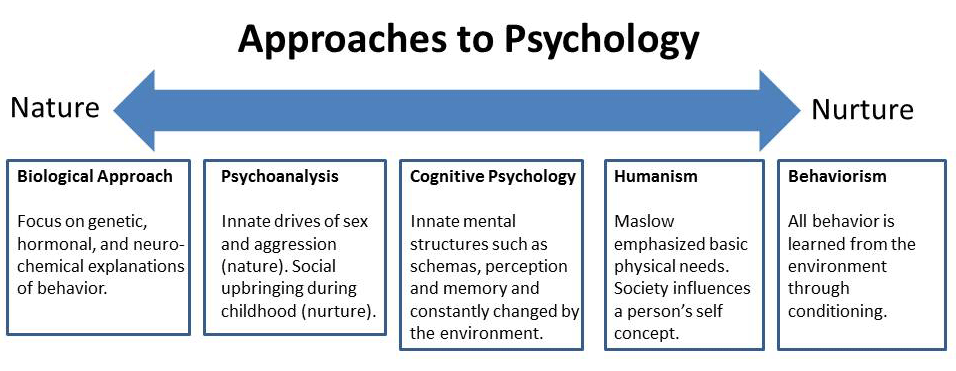 Approaches to Psychology
Nature
Nurture
Biological Approach
Focus on genetic,
hormonal, and neuro-
chemical explanations
of behavior.
Psychoanalysis
Innate drives of sex
and aggression
(nature). Social
upbringing during
childhood (nurture).
Cognitive Psychology
Innate mental
structures such as
schemas, perception
and memory and
constantly changed by
the environment.
Humanism
Maslow
emphasized basic
physical needs.
Society influences
a person's self
concept.
Behaviorism
All behavior is
learned from the
environment
through
conditioning.